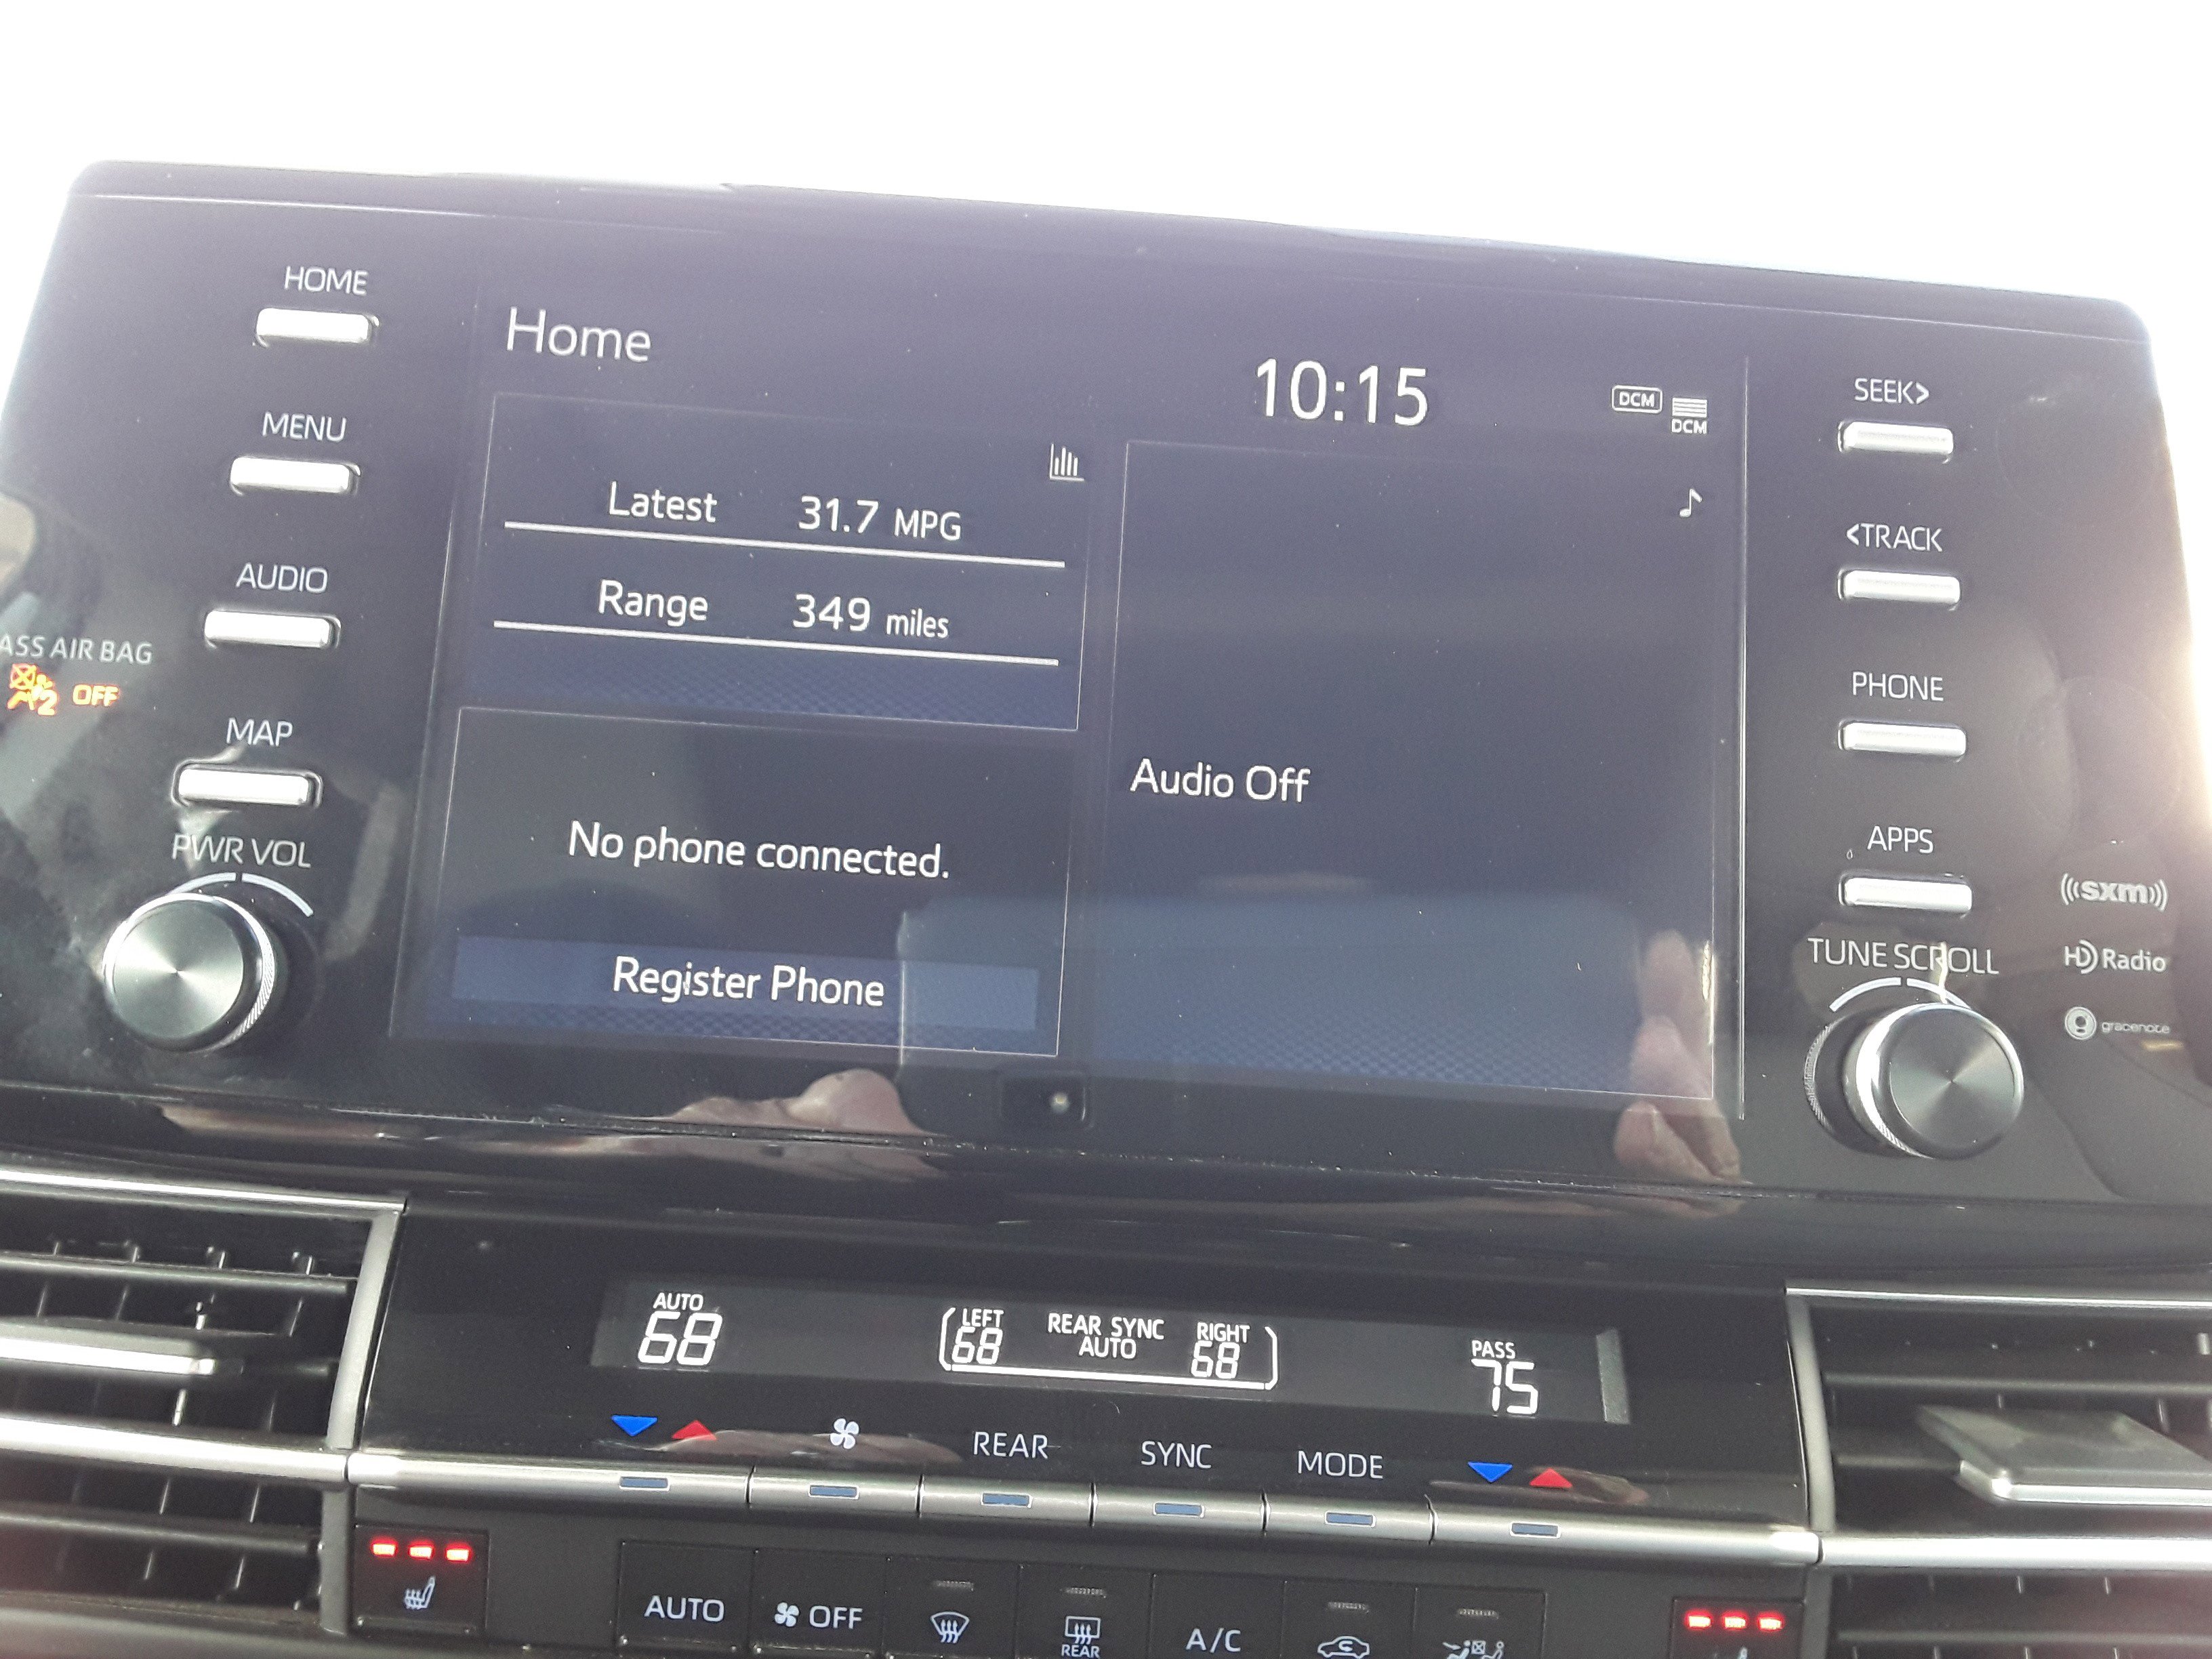 HOME
MENU
AUDIO
ASS AIR BAG
2 OFF
MAP
PWR VOL
Home
10:15
DCM
DCM
Latest 31.7 MPG
Range 349 miles
No phone connected.
Register Phone
Audio Off
SEEK>
<TRACK
PHONE
APPS
TUNE SCROLL
((sxm))
HD Radio
gracenote
AUTO
68
LEFT
68
REAR SYNC
AUTO
RIGHT
68
PASS
75
REAR
SYNC
MODE
AUTO
OFF
REAR
A/C